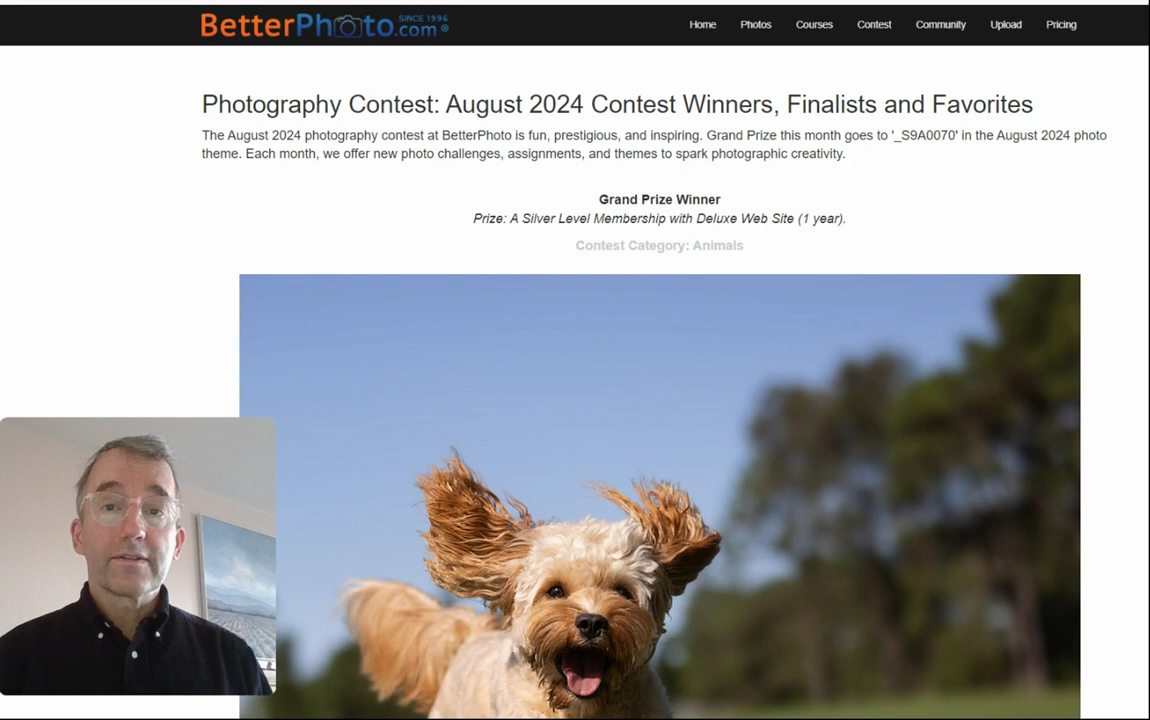 BetterPhoto.com® SINCE 1996
Home Photos Courses Contest Community Upload Pricing
Photography Contest: August 2024 Contest Winners, Finalists and Favorites
The August 2024 photography contest at BetterPhoto is fun, prestigious, and inspiring. Grand Prize this month goes to '_S9A0070' in the August 2024 photo
theme. Each month, we offer new photo challenges, assignments, and themes to spark photographic creativity.
Grand Prize Winner
Prize: A Silver Level Membership with Deluxe Web Site (1 year).
Contest Category: Animals